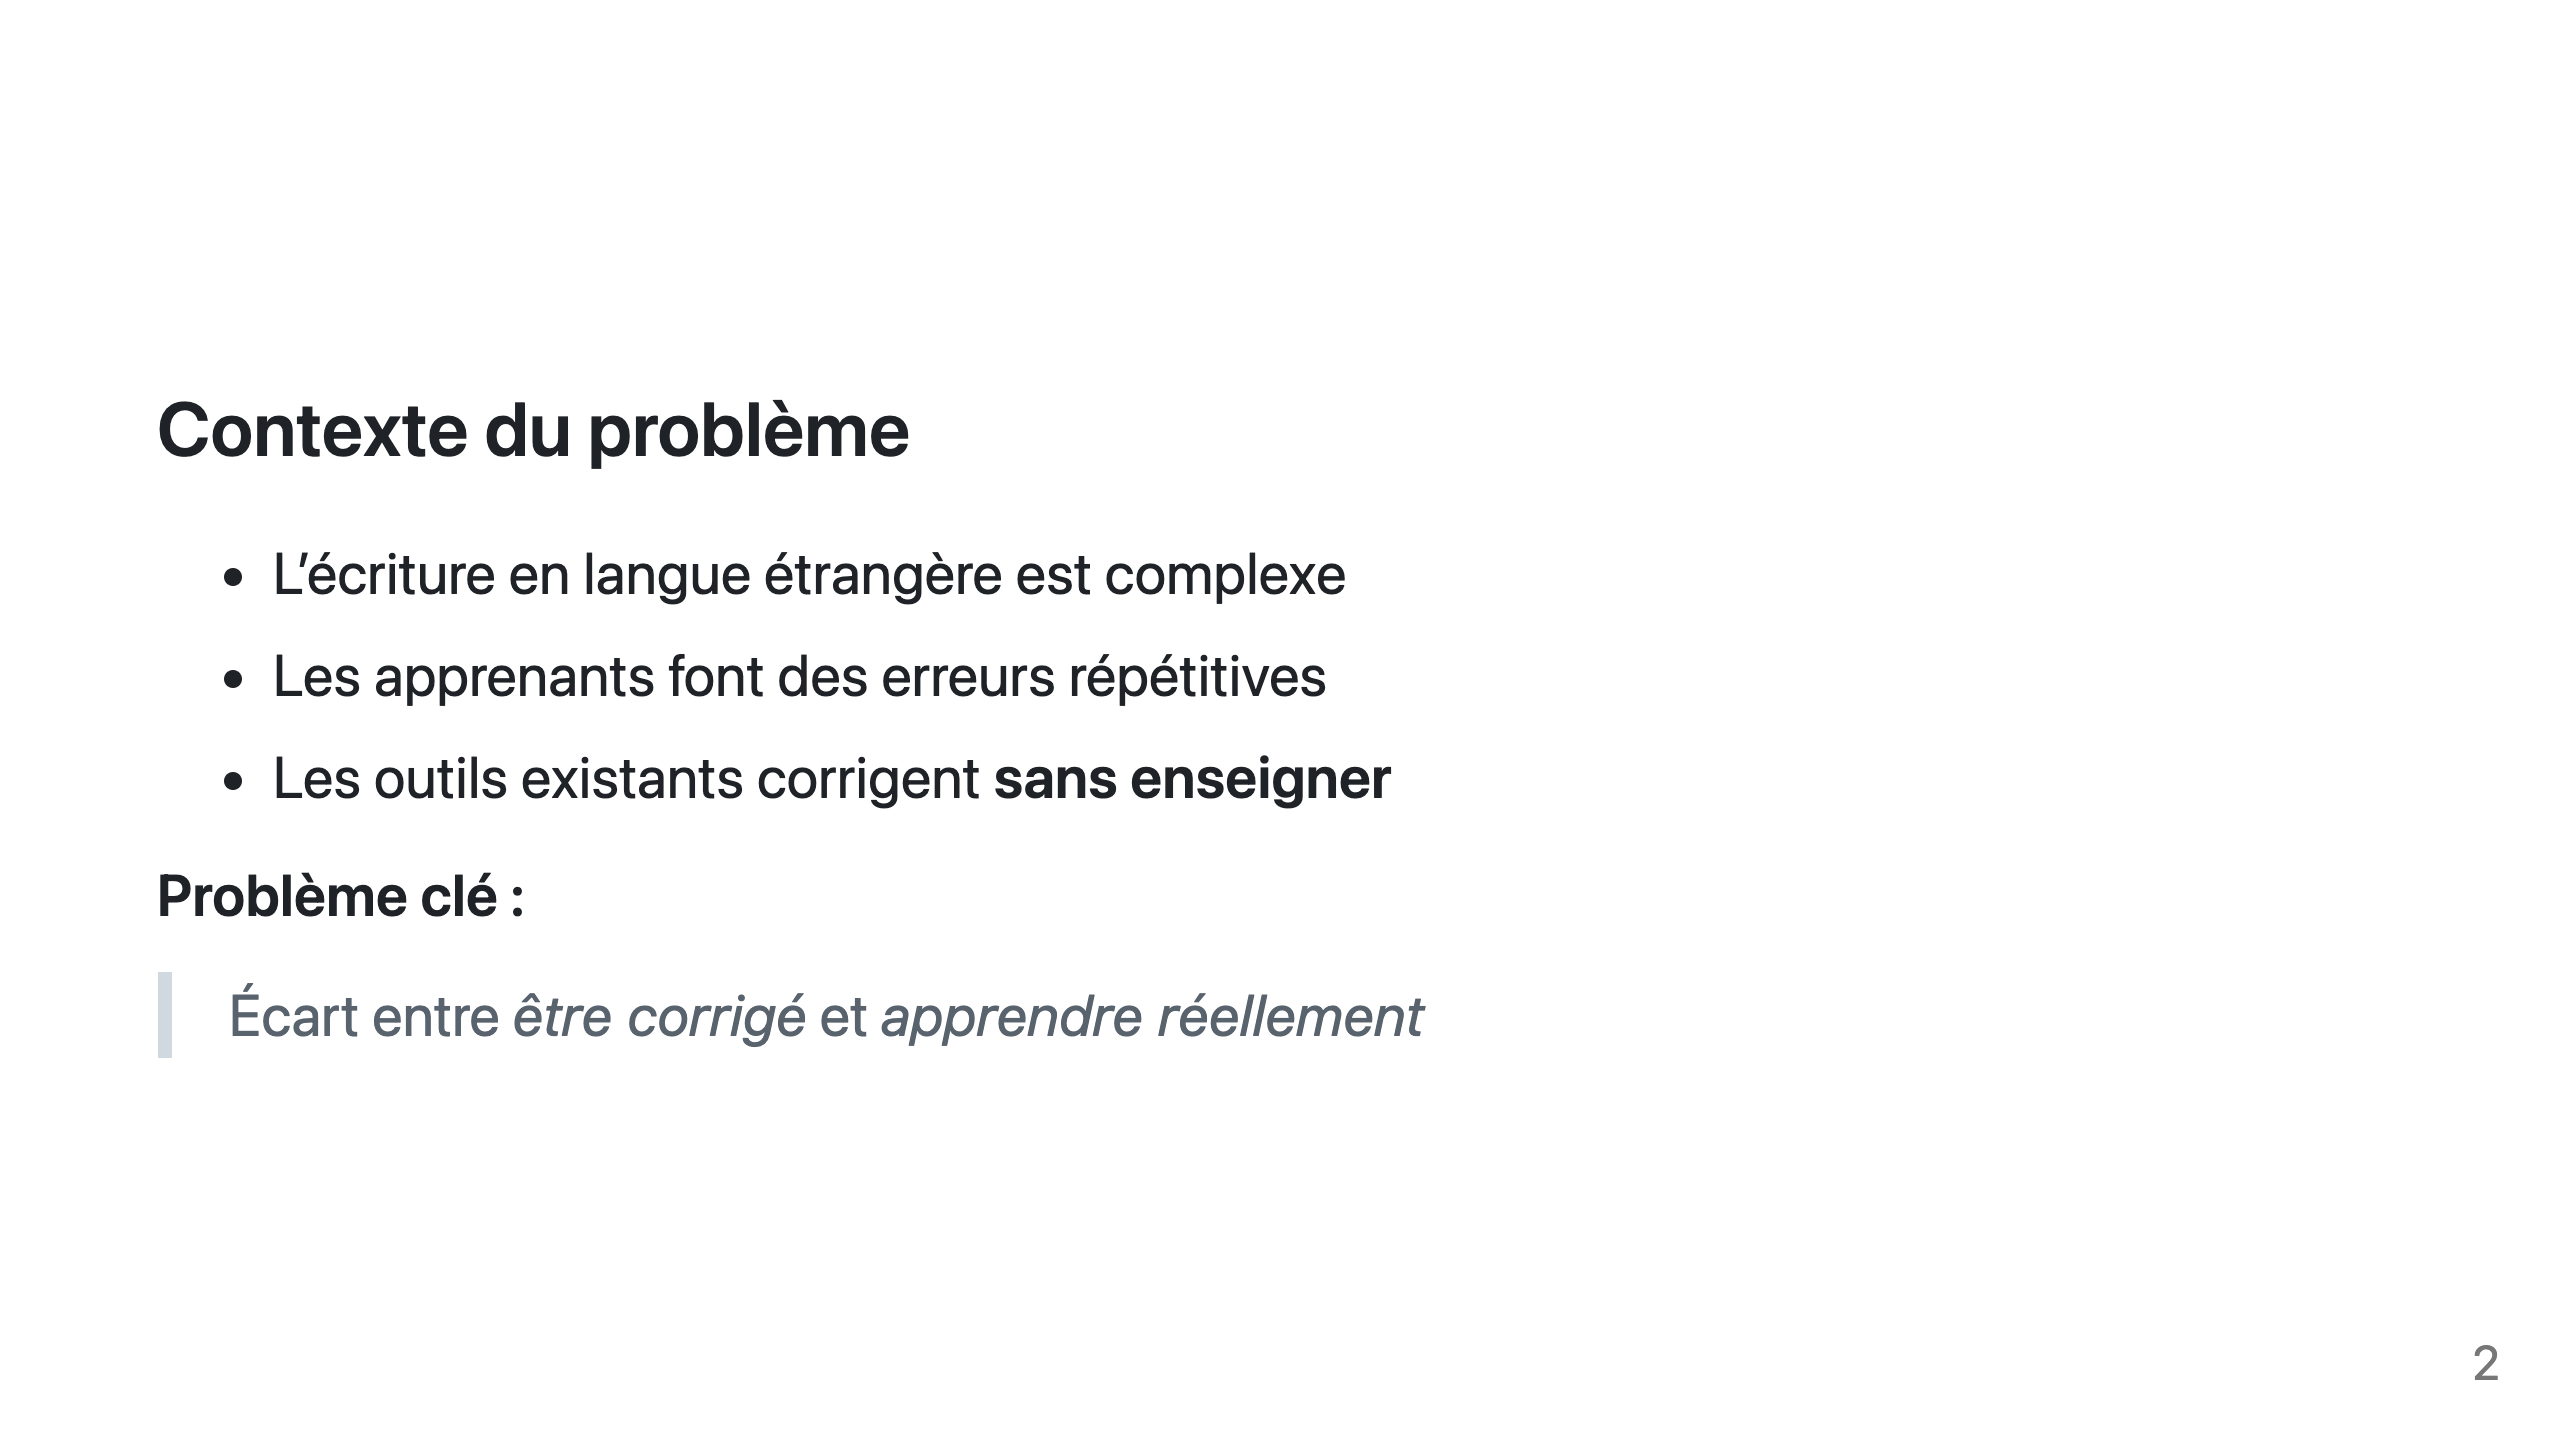 Contexte du problème
• L’écriture en langue étrangère est complexe
• Les apprenants font des erreurs répétitives
• Les outils existants corrigent sans enseigner
Problème clé :
Écart entre être corrigé et apprendre réellement
2